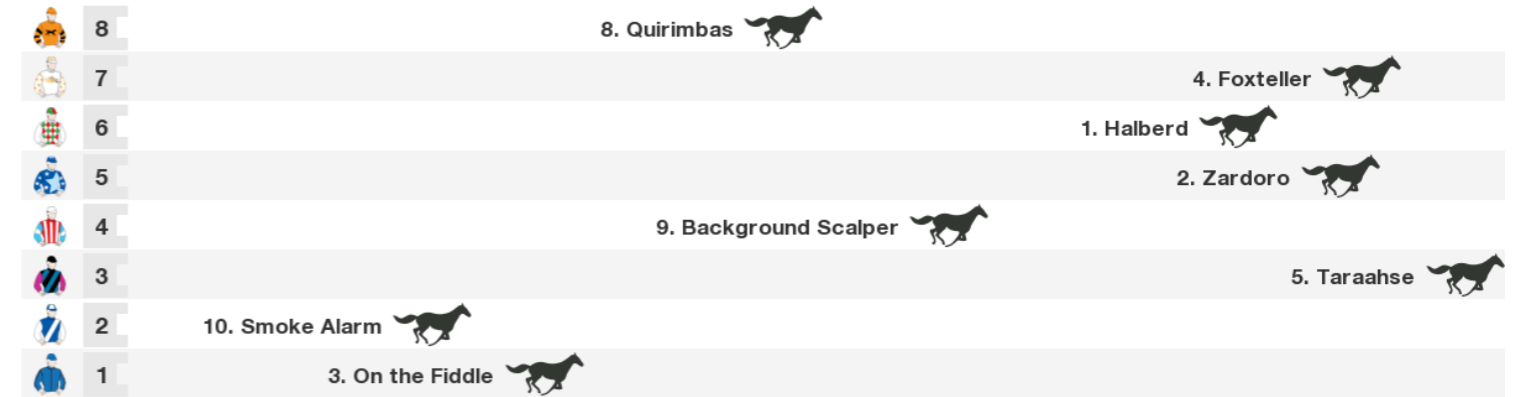 8 8. Quirimbas
7 4. Foxteller
6 1. Halberd
5 2. Zardoro
4 9. Background Scalper
3 5. Taraahse
2 10. Smoke Alarm
1 3. On the Fiddle